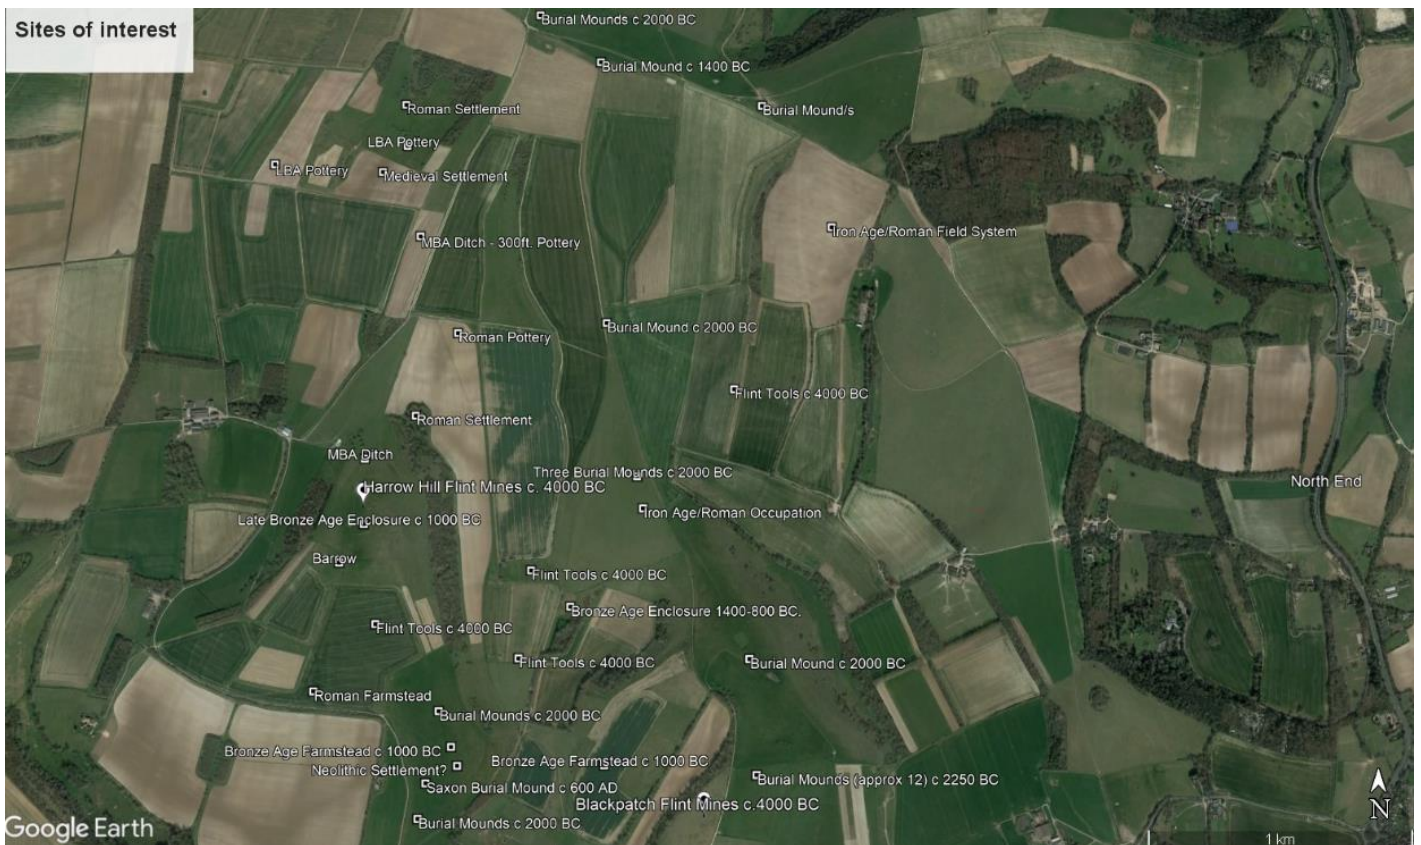 Sites of interest
Burial Mounds c 2000 BC
Burial Mound c 1400 BC
Roman Settlement
Burial Mound/s
LBA Pottery
LBA Pottery
Medieval Settlement
Iron Age/Roman Field System
MBA Ditch - 300ft. Pottery
Burial Mound c 2000 BC
Roman Pottery
Flint Tools c 4000 BC
Roman Settlement
MBA Ditch
Three Burial Mounds c 2000 BC
North End
Harrow Hill Flint Mines c. 4000 BC
Iron Age/Roman Occupation
Late Bronze Age Enclosure c 1000 BC
Barrow
Flint Tools c 4000 BC
Bronze Age Enclosure 1400-800 BC.
Flint Tools c 4000 BC
Flint Tools c 4000 BC
Burial Mound c 2000 BC
Roman Farmstead
Burial Mounds c 2000 BC
Bronze Age Farmstead c 1000 BC
Bronze Age Farmstead c 1000 BC
Neolithic Settlement?
Burial Mounds (approx 12) c 2250 BC
Saxon Burial Mound c 600 AD
Blackpatch Flint Mines c.4000 BC
Burial Mounds c 2000 BC
N
Google Earth
1 km